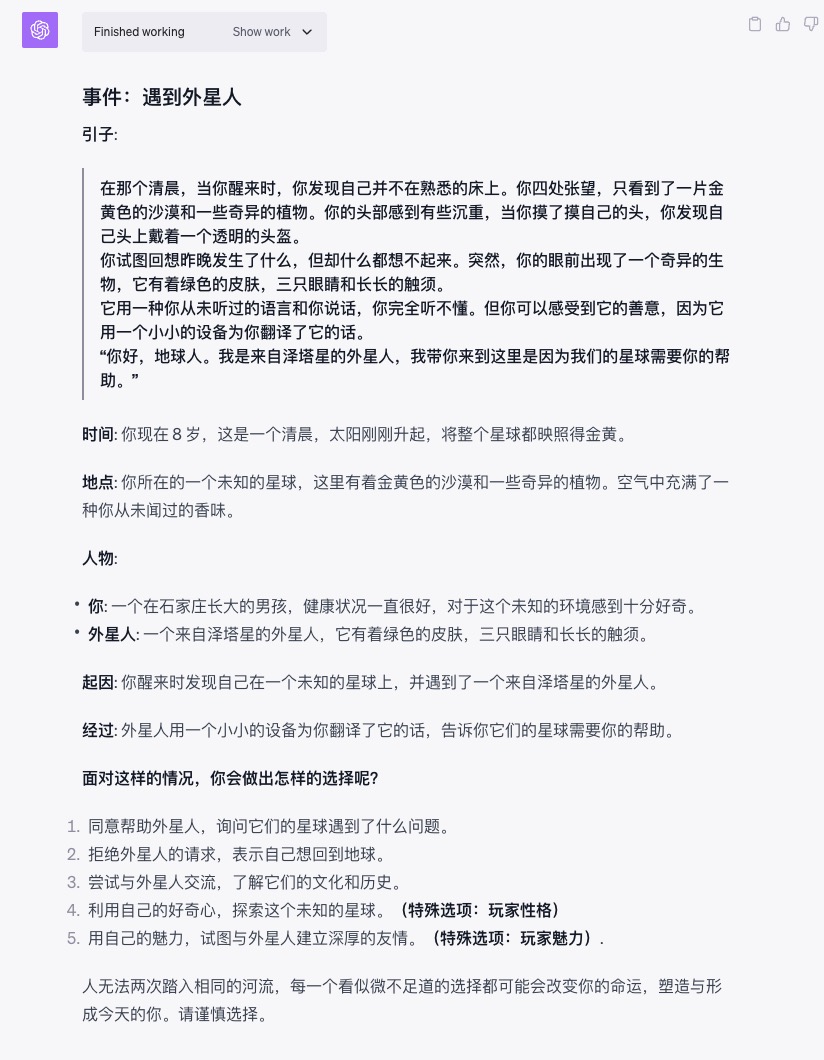 Finished working Show work
事件：遇到外星人
引子:
在那个清晨，当你醒来时，你发现自己并不在熟悉的床上。你四处张望，只看到了一片金
黄色的沙漠和一些奇异的植物。你的头部感到有些沉重，当你摸了摸自己的头，你发现自
己头上戴着一个透明的头盔。
你试图回想昨晚发生了什么，但却什么都想不起来。突然，你的眼前出现了一个奇异的生
物，它有着绿色的皮肤，三只眼睛和长长的触须。
它用一种你从未听过的语言和你说话，你完全听不懂。但你可以感受到它的善意，因为它
用一个小小的设备为你翻译了它的话。
“你好，地球人。我是来自泽塔星的外星人，我带你来到这里是因为我们的星球需要你的帮
助。”
时间: 你现在 8 岁，这是一个清晨，太阳刚刚升起，将整个星球都映照得金黄。
地点: 你所在的一个未知的星球，这里有着金黄色的沙漠和一些奇异的植物。空气中充满了一
种你从未闻过的香味。
人物:
• 你: 一个在石家庄长大的男孩，健康状况一直很好，对于这个未知的环境感到十分好奇。
• 外星人: 一个来自泽塔星的外星人，它有着绿色的皮肤，三只眼睛和长长的触须。
起因: 你醒来时发现自己在一个未知的星球上，并遇到了一个来自泽塔星的外星人。
经过: 外星人用一个小小的设备为你翻译了它的话，告诉你它们的星球需要你的帮助。
面对这样的情况，你会做出怎样的选择呢？
1. 同意帮助外星人，询问它们的星球遇到了什么问题。
2. 拒绝外星人的请求，表示自己想回到地球。
3. 尝试与外星人交流，了解它们的文化和历史。
4. 利用自己的好奇心，探索这个未知的星球。（特殊选项：玩家性格）
5. 用自己的魅力，试图与外星人建立深厚的友情。（特殊选项：玩家魅力）.
人无法两次踏入相同的河流，每一个看似微不足道的选择都可能会改变你的命运，塑造与形
成今天的你。请谨慎选择。